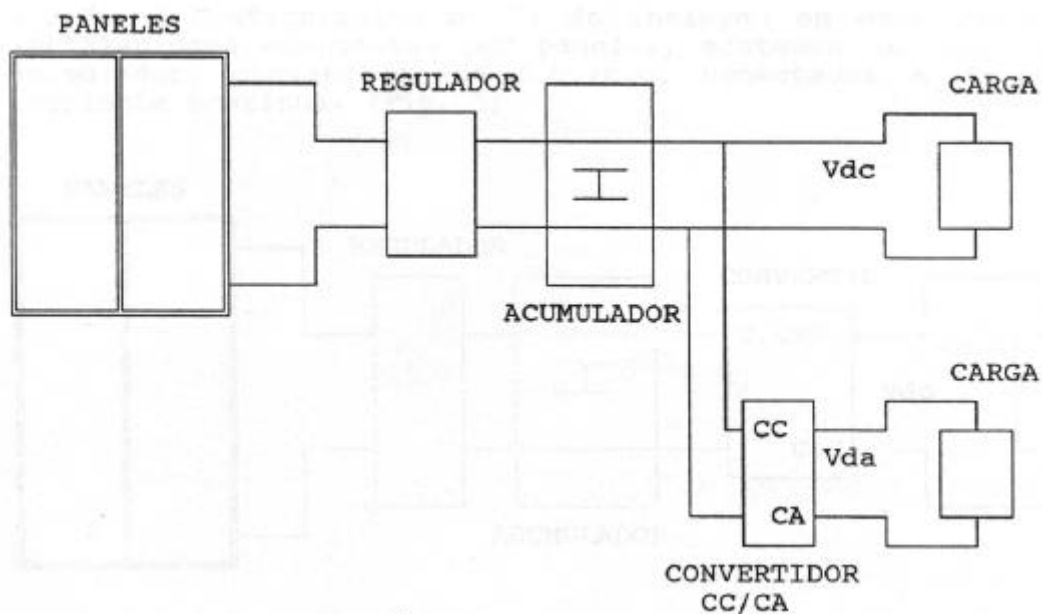 PANELES
REGULADOR
CARGA
Vdc
ACUMULADOR
CARGA
CC
Vda
CA
CONVERTIDOR
CC/CA